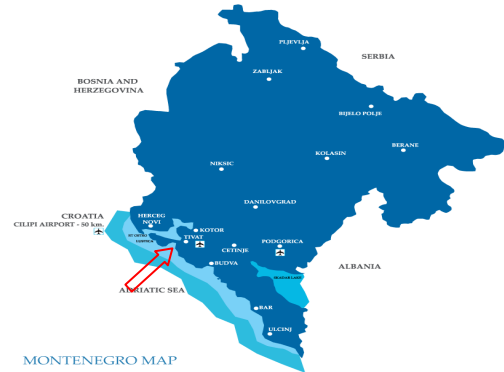 PLJEVLJA
SERBIA
ZABLJAK
BOSNIA AND
HERZEGOVINA
BIJELO POLJE
BERANE
KOLASIN
NIKSIC
DANILOVGRAD
CROATIA
CILIPI AIRPORT - 50 km.
HERCEG
NOVI
KOTOR
TIVAT
CETINJE
PODGORICA
BUDVA
ALBANIA
ADRIATIC SEA
BAR
ULCINJ
MONTENEGRO MAP